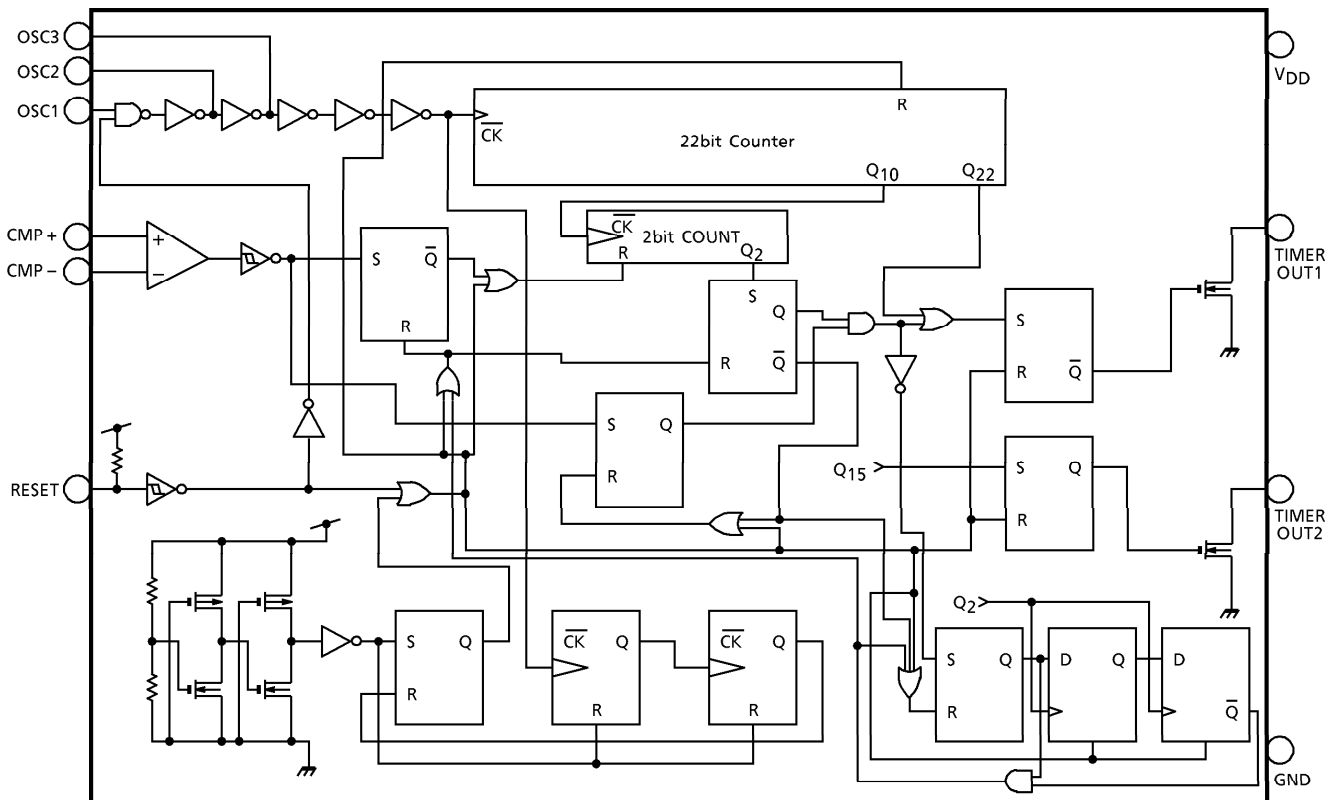 OSC3
OSC2
OSC1
VDD
R
CK
22bit Counter
Q10
Q22
CMP +
CMP −
+
−
CK
2bit COUNT
R
Q2
TIMER
OUT1
S
Q
R
S
Q
R
Q
S
R
Q
S
Q
R
RESET
Q15
S
Q
R
TIMER
OUT2
S
Q
R
CK
Q
R
CK
Q
R
Q2
S
Q
R
D
Q
D
Q
GND